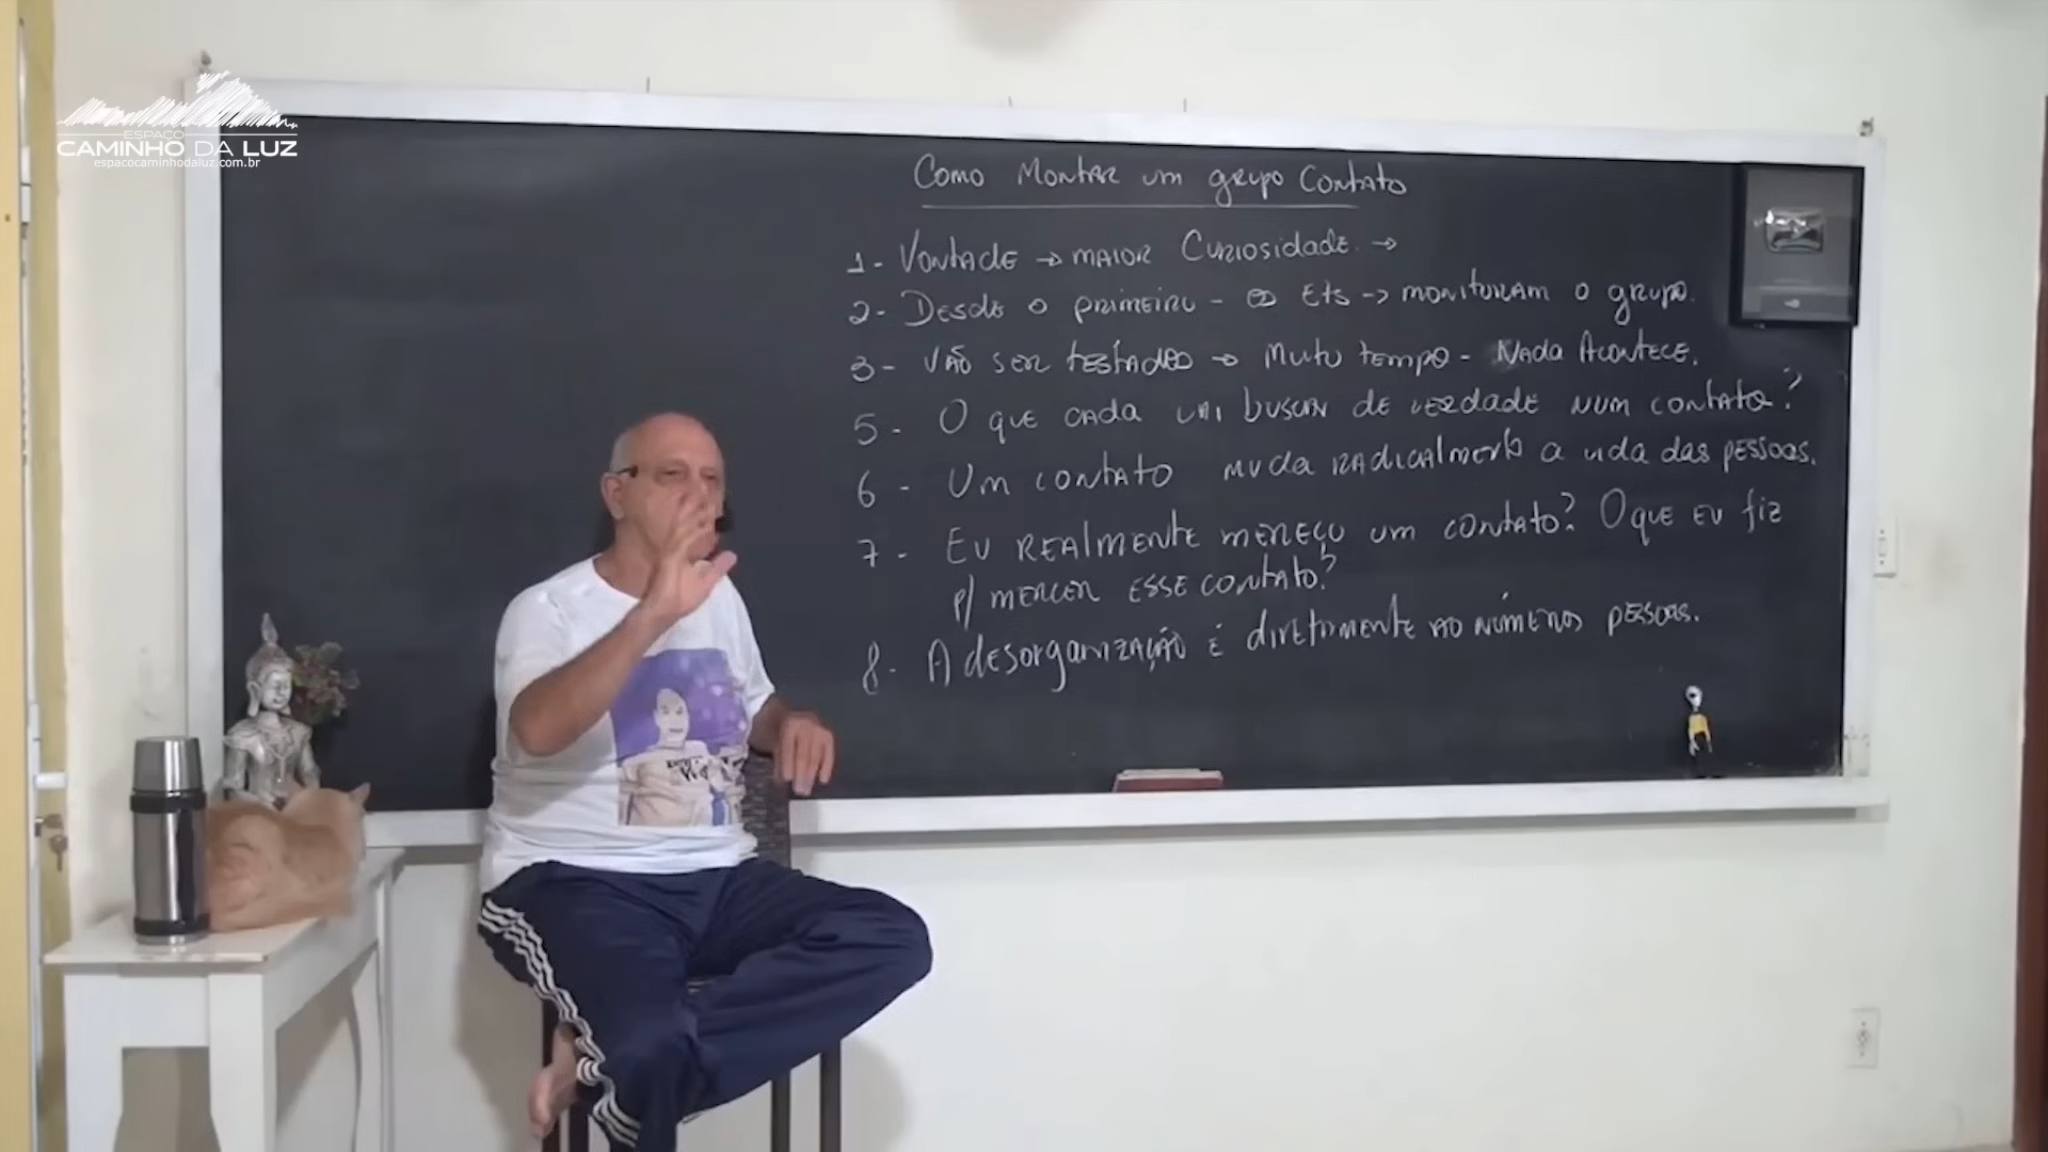 ESPAÇO
CAMINHO DA LUZ
espacocaminhodaluz.com.br
Como Montar um grupo Contato
1- Vontade → maior Curiosidade. →
2- Desde o primeiro - os Ets → monitoram o grupo.
3- Vão ser testados → Muito tempo - Nada Acontece.
5- O que cada um buscar de verdade num contato?
6- Um contato muda radicalmente a vida das pessoas.
7- Eu realmente mereço um contato? O que eu fiz
p/ mercer esse contato?
8- A desorganização é diretamente ao números pessoas.